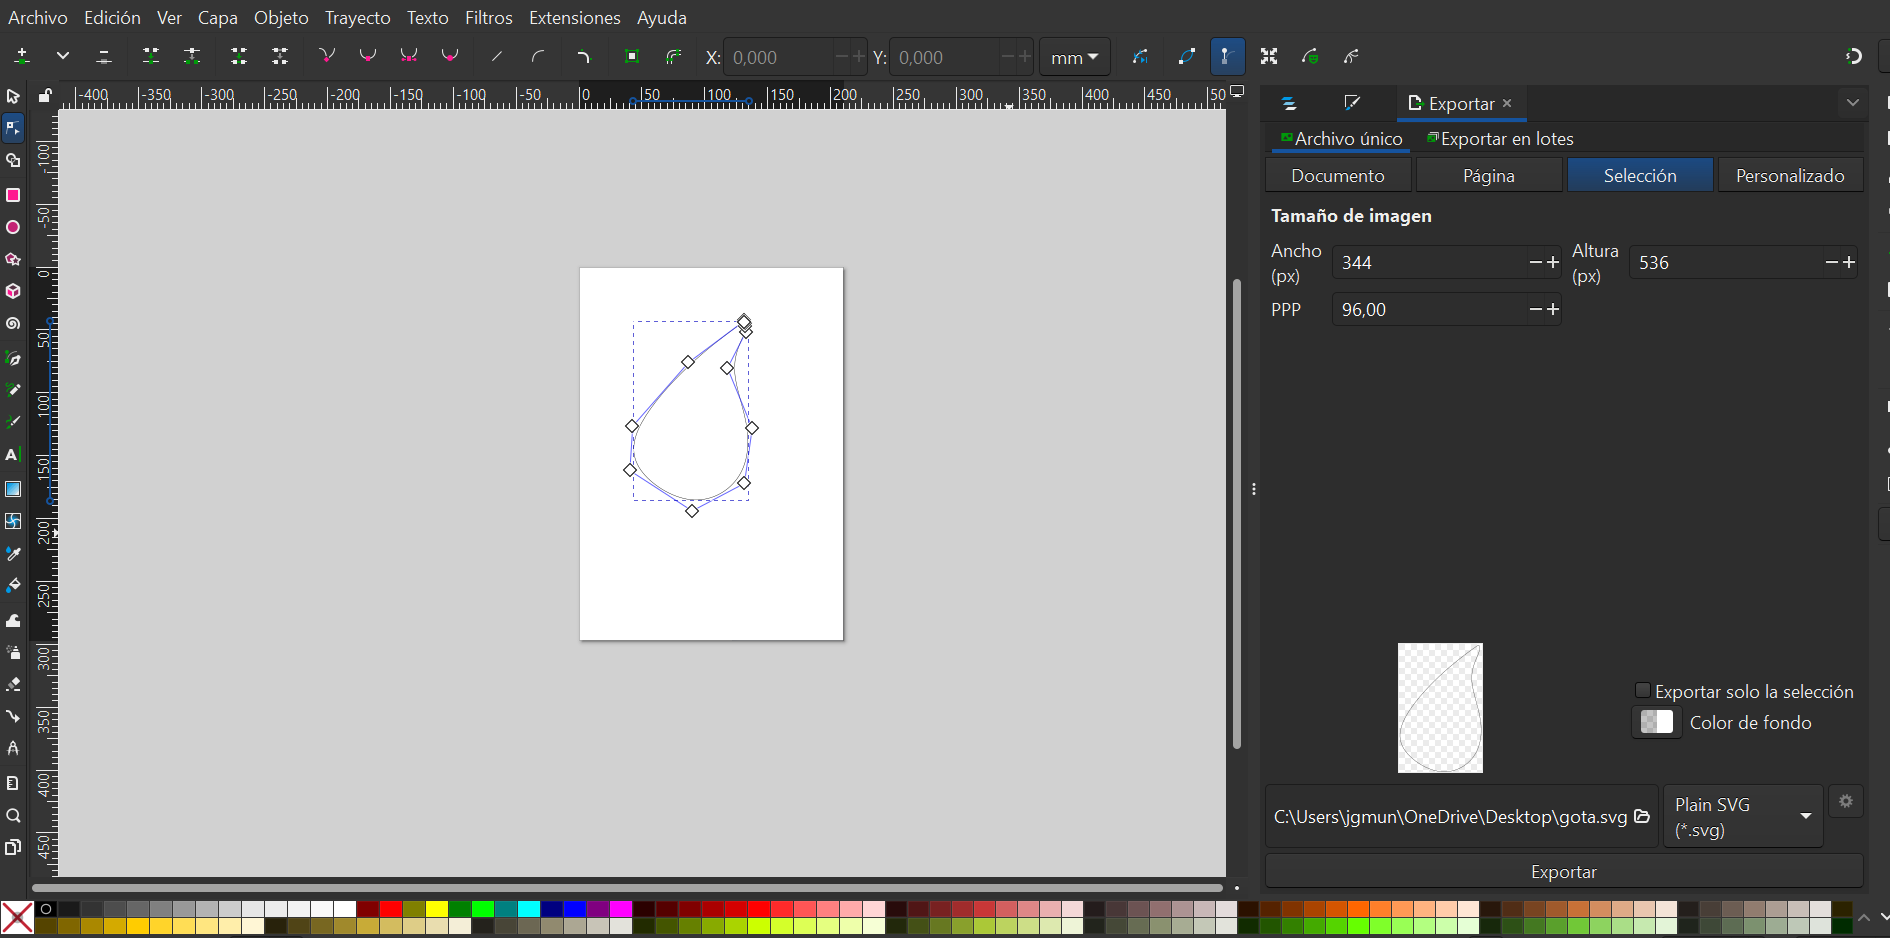 Archivo Edición Ver Capa Objeto Trayecto Texto Filtros Extensiones Ayuda
X: 0,000 Y: 0,000 mm
-400 -350 -300 -250 -200 -150 -100 -50 0 50 100 150 200 250 300 350 400 450 50
-100
-50
0
50
100
150
200
250
300
350
400
450
Exportar
Archivo único Exportar en lotes
Documento Página Selección Personalizado
Tamaño de imagen
Ancho (px) 344 Altura (px) 536
PPP 96,00
Exportar solo la selección
Color de fondo
C:\Users\jgmun\OneDrive\Desktop\gota.svg
Plain SVG
(*.svg)
Exportar